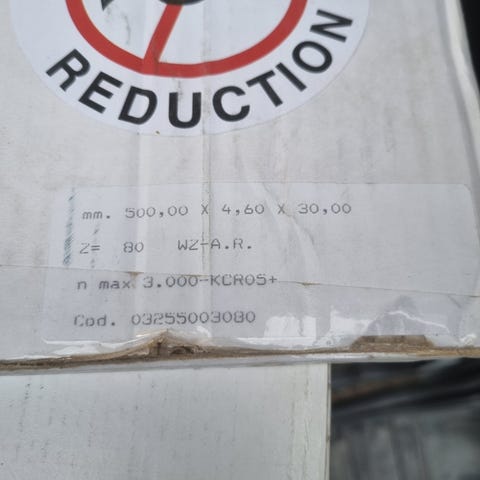 REDUCTION
mm. 500,00 X 4,60 X 30,00
Z= 80 WZ-A.R.
n max 3.000-KCR05+
Cod. 03255003080